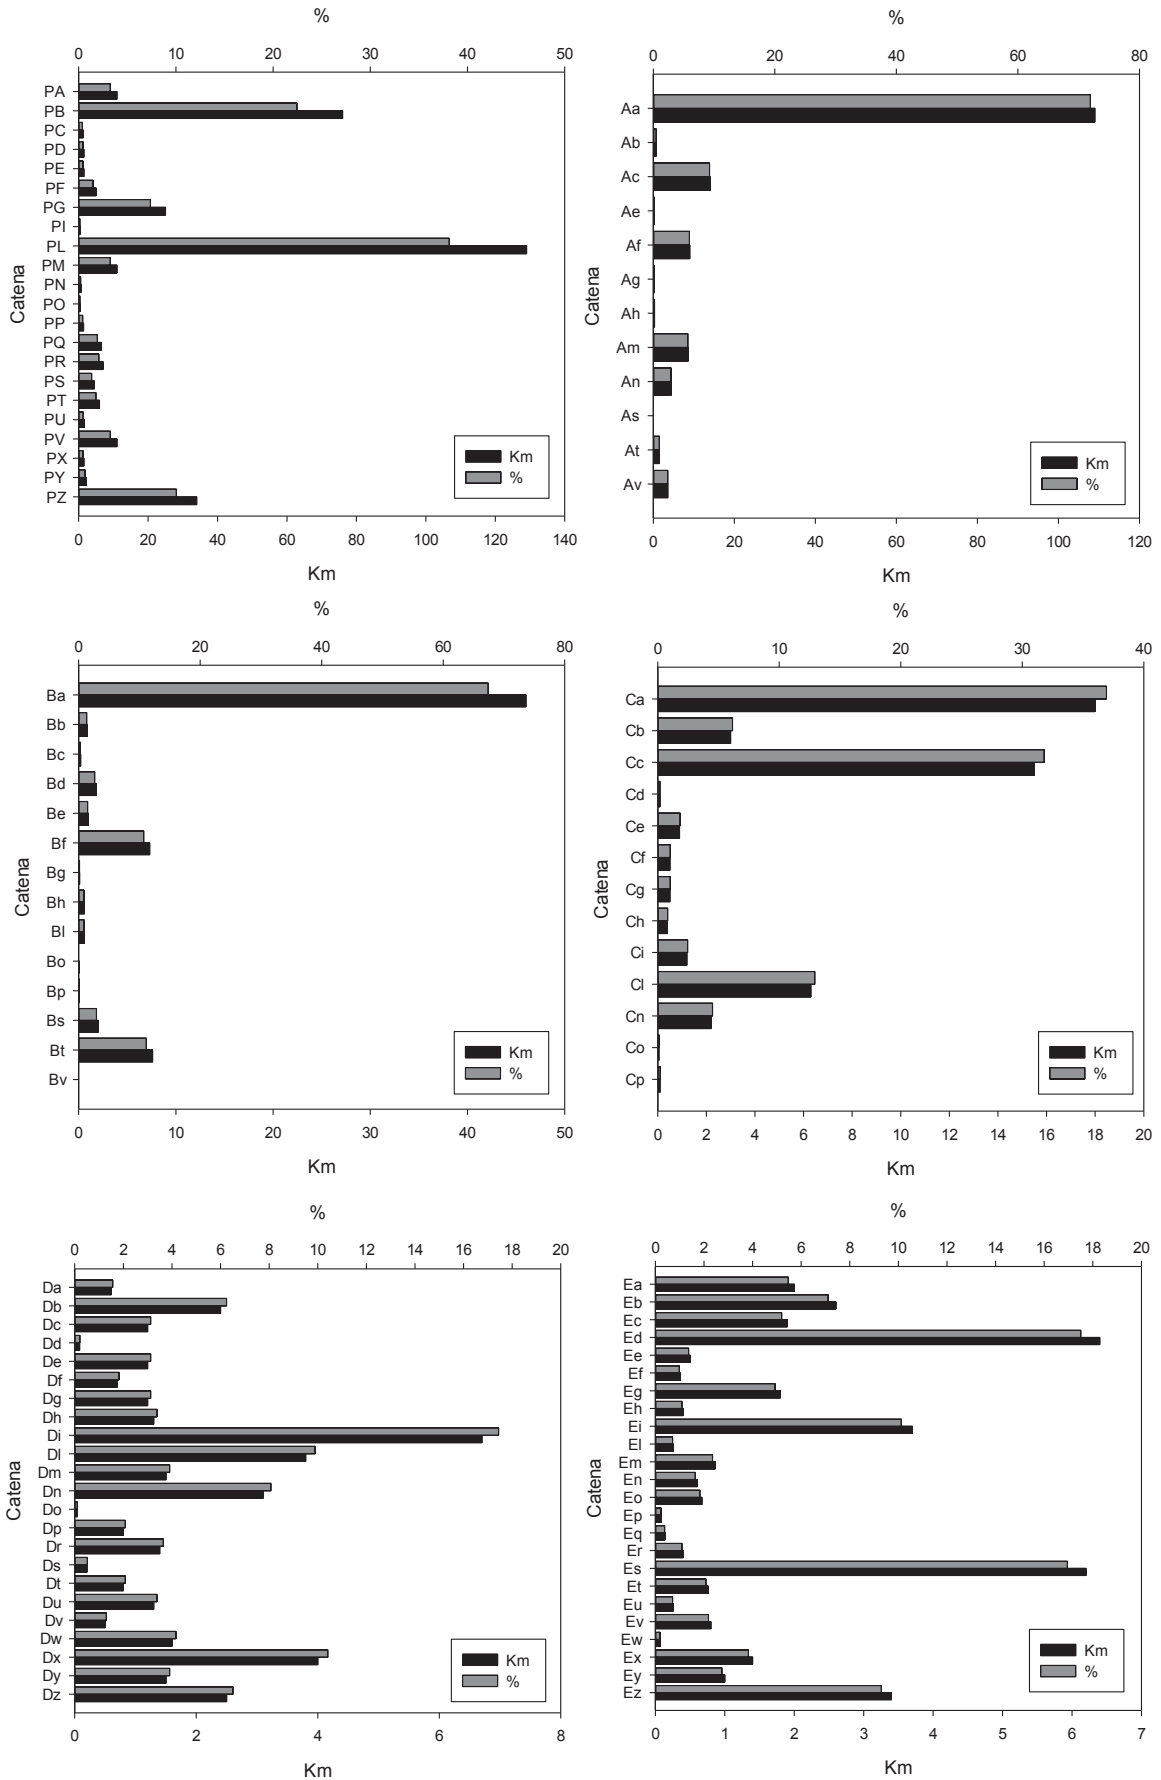 %
0 10 20 30 40 50
Catena
PA
PB
PC
PD
PE
PF
PG
PI
PL
PM
PN
PO
PP
PQ
PR
PS
PT
PU
PV
PX
PY
PZ
Km
%
0 20 40 60 80 100 120 140
Km
%
0 20 40 60 80
Catena
Aa
Ab
Ac
Ae
Af
Ag
Ah
Am
An
As
At
Av
Km
%
0 20 40 60 80 100 120
Km
%
0 20 40 60 80
Catena
Ba
Bb
Bc
Bd
Be
Bf
Bg
Bh
Bl
Bo
Bp
Bs
Bt
Bv
Km
%
0 10 20 30 40 50
Km
%
0 10 20 30 40
Catena
Ca
Cb
Cc
Cd
Ce
Cf
Cg
Ch
Ci
Cl
Cn
Co
Cp
Km
%
0 2 4 6 8 10 12 14 16 18 20
Km
%
0 2 4 6 8 10 12 14 16 18 20
Catena
Da
Db
Dc
Dd
De
Df
Dg
Dh
Di
Dl
Dm
Dn
Do
Dp
Dr
Ds
Dt
Du
Dv
Dw
Dx
Dy
Dz
Km
%
0 2 4 6 8
Km
%
0 2 4 6 8 10 12 14 16 18 20
Catena
Ea
Eb
Ec
Ed
Ee
Ef
Eg
Eh
Ei
El
Em
En
Eo
Ep
Eq
Er
Es
Et
Eu
Ev
Ew
Ex
Ey
Ez
Km
%
0 1 2 3 4 5 6 7
Km